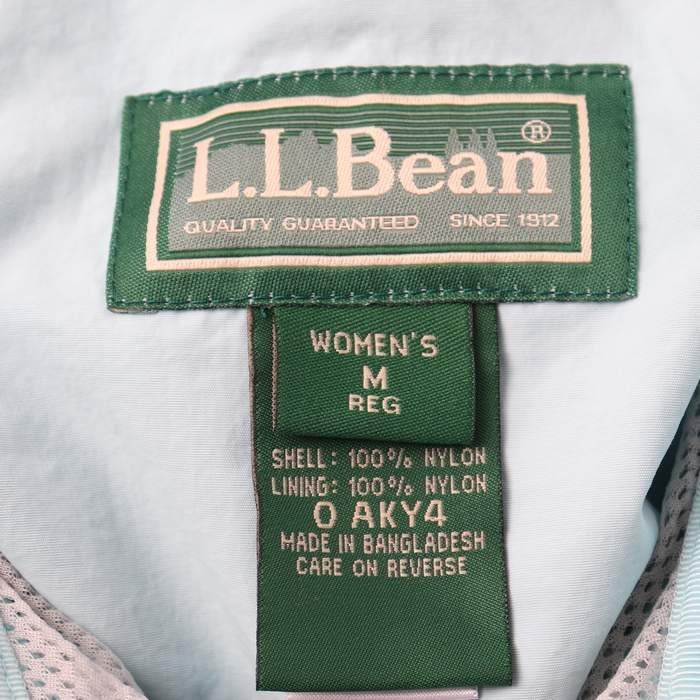 L.L.Bean®
QUALITY GUARANTEED SINCE 1912
WOMEN'S
M
REG
SHELL: 100% NYLON
LINING: 100% NYLON
0 AKY4
MADE IN BANGLADESH
CARE ON REVERSE